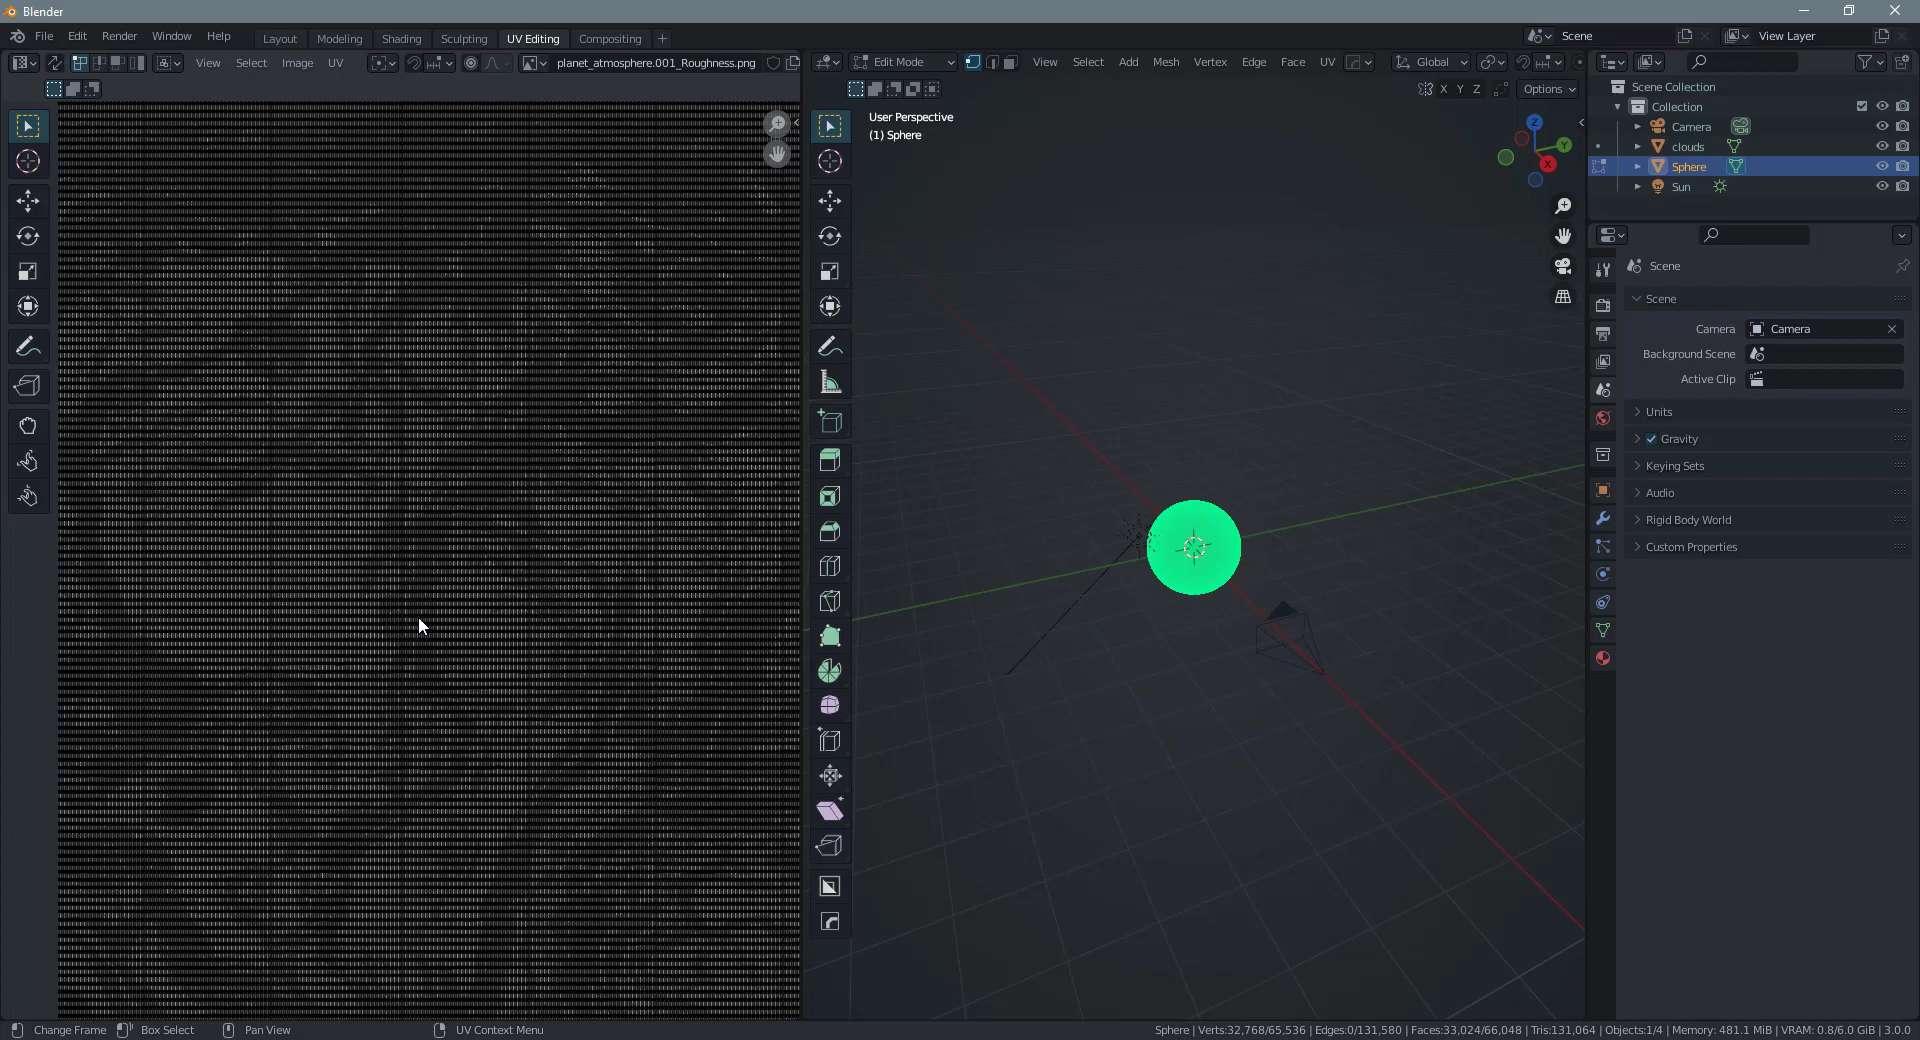 Blender
File Edit Render Window Help Layout Modeling Shading Sculpting UV Editing Compositing + Scene View Layer
View Select Image UV planet_atmosphere.001_Roughness.png Edit Mode View Select Add Mesh Vertex Edge Face UV Global
X Y Z Options
Scene Collection
Collection
User Perspective
(1) Sphere
Camera
clouds
Sphere
Sun
Z
Y
X
Scene
Scene
Camera Camera
Background Scene
Active Clip
Units
Gravity
Keying Sets
Audio
Rigid Body World
Custom Properties
Change Frame Box Select Pan View UV Context Menu Sphere | Verts:32,768/65,536 | Edges:0/131,580 | Faces:33,024/66,048 | Tris:131,064 | Objects:1/4 | Memory: 481.1 MiB | VRAM: 0.8/6.0 GiB | 3.0.0